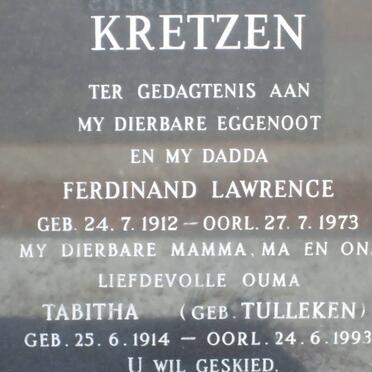 KRETZEN
TER GEDAGTENIS AAN
MY DIERBARE EGGENOOT
EN MY DADDA
FERDINAND LAWRENCE
GEB. 24. 7. 1912 — OORL. 27. 7. 1973
MY DIERBARE MAMMA, MA EN ON
LIEFDEVOLLE OUMA
TABITHA (GEB. TULLEKEN)
GEB. 25. 6. 1914 — OORL. 24. 6. 1993
U WIL GESKIED.